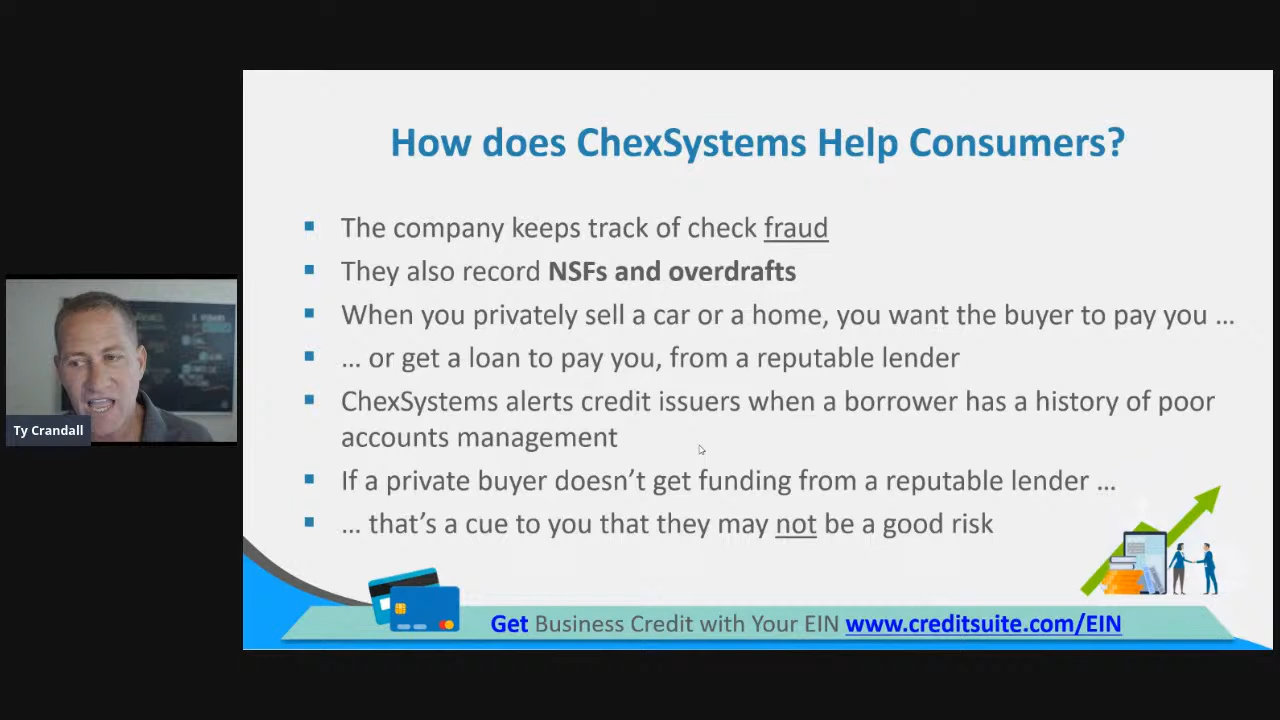 How does ChexSystems Help Consumers?
The company keeps track of check fraud
They also record NSFs and overdrafts
When you privately sell a car or a home, you want the buyer to pay you …
… or get a loan to pay you, from a reputable lender
ChexSystems alerts credit issuers when a borrower has a history of poor
accounts management
If a private buyer doesn’t get funding from a reputable lender …
… that’s a cue to you that they may not be a good risk
Ty Crandall
Get Business Credit with Your EIN www.creditsuite.com/EIN